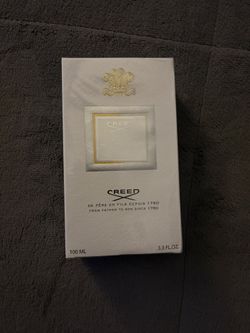 CREED
CREED
DE PÈRE EN FILS DEPUIS 1760
FROM FATHER TO SON SINCE 1760
100 ML
3.3 FL.OZ